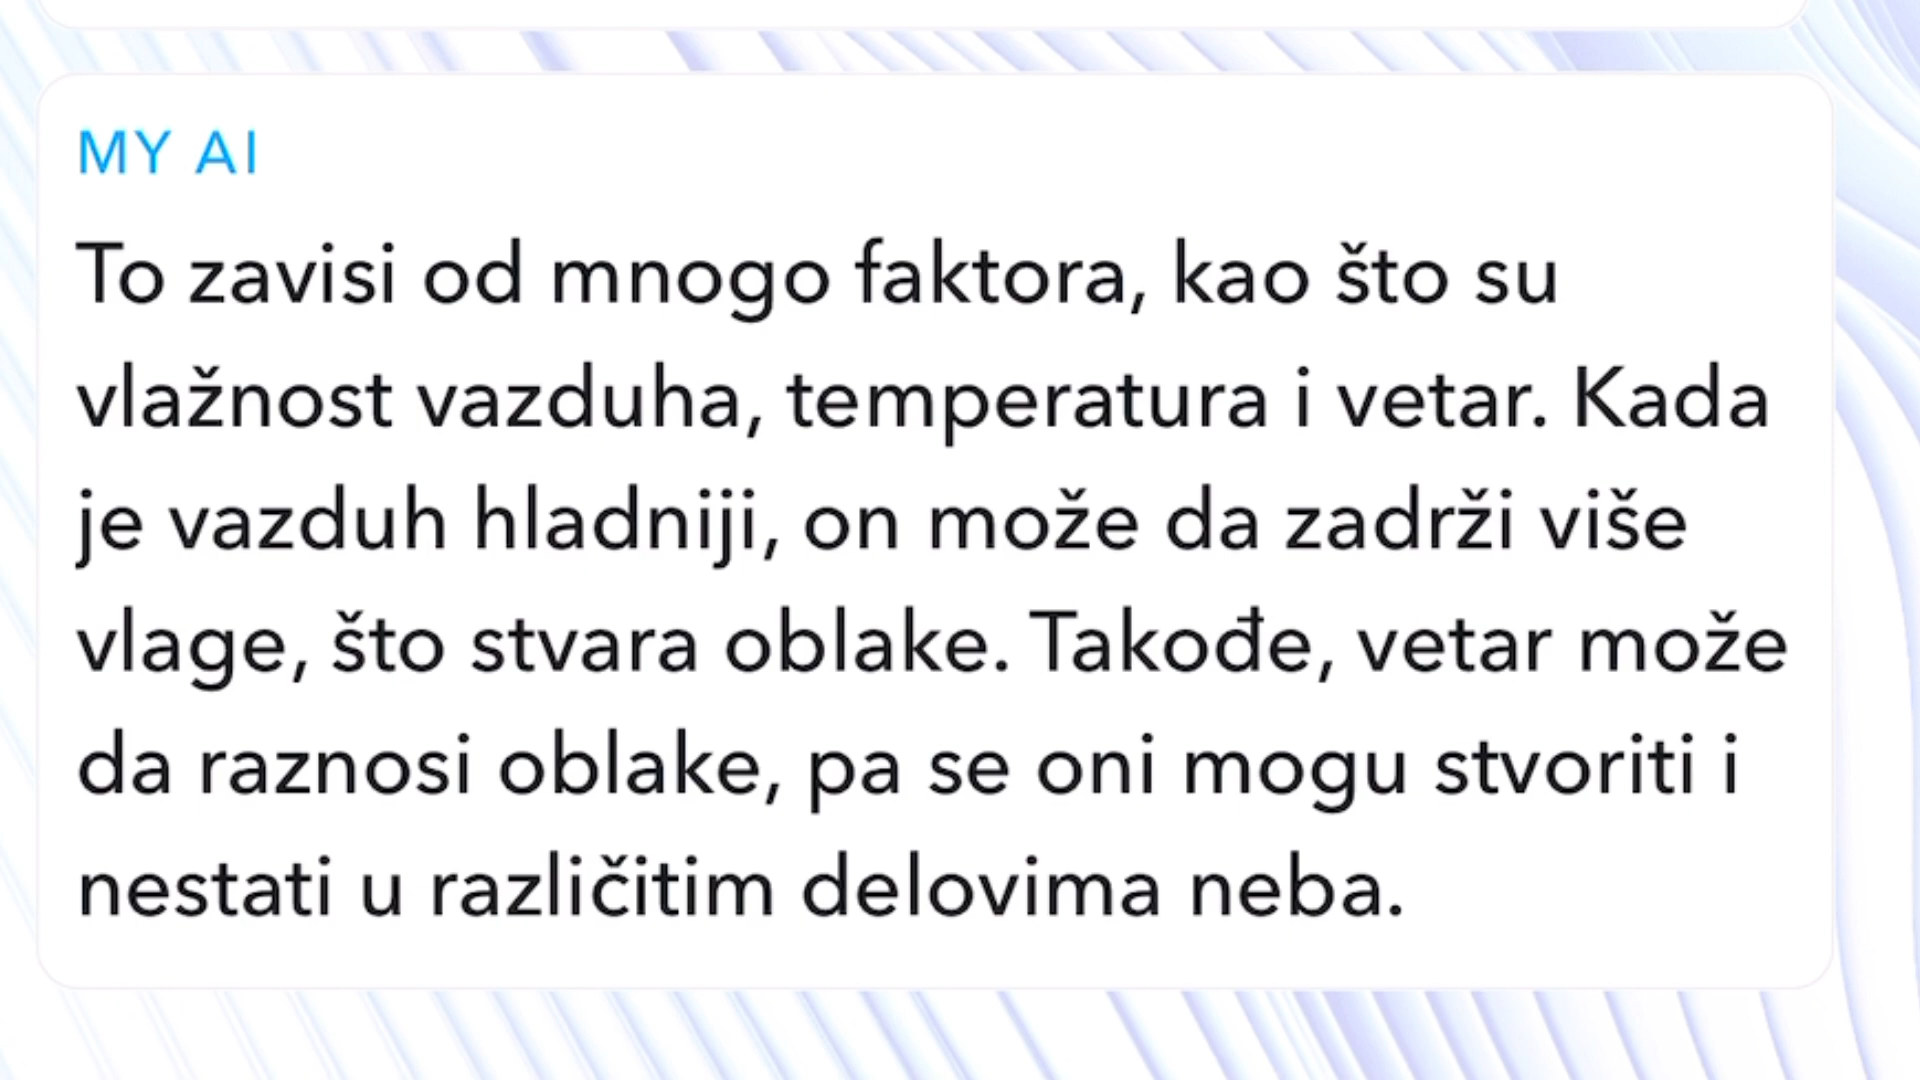 MY AI
To zavisi od mnogo faktora, kao što su
vlažnost vazduha, temperatura i vetar. Kada
je vazduh hladniji, on može da zadrži više
vlage, što stvara oblake. Takođe, vetar može
da raznosi oblake, pa se oni mogu stvoriti i
nestati u različitim delovima neba.